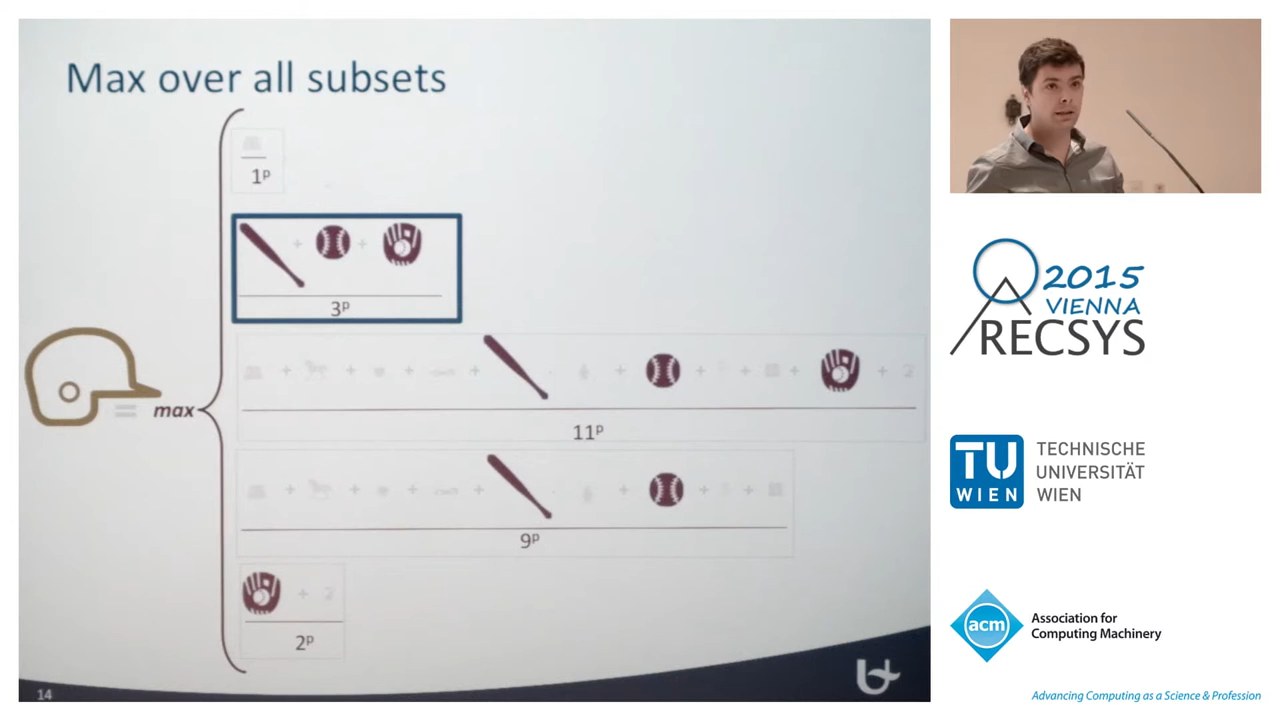 Max over all subsets
1ᵖ
+ +
3ᵖ
= max
+ + + + + + + +
11ᵖ
+ + + + + + +
9ᵖ
+
2ᵖ
14
2015
VIENNA
RECSYS
TU
WIEN
TECHNISCHE
UNIVERSITÄT
WIEN
acm
Association for
Computing Machinery
Advancing Computing as a Science & Profession